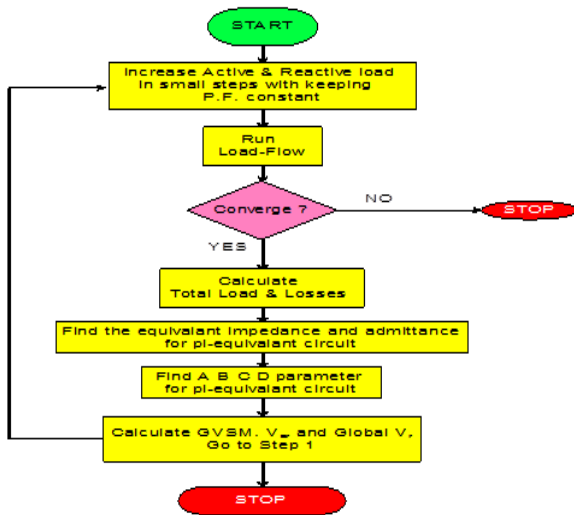 START
Increase Active & Reactive load
in small steps with keeping
P.F. constant
Run
Load-Flow
Converge ?
NO
STOP
YES
Calculate
Total Load & Losses
Find the equivalant impedance and admittance
for pi-equivalant circuit
Find A B C D parameter
for pi-equivalant circuit
Calculate GVSM. V and Global V,
Go to Step 1
STOP